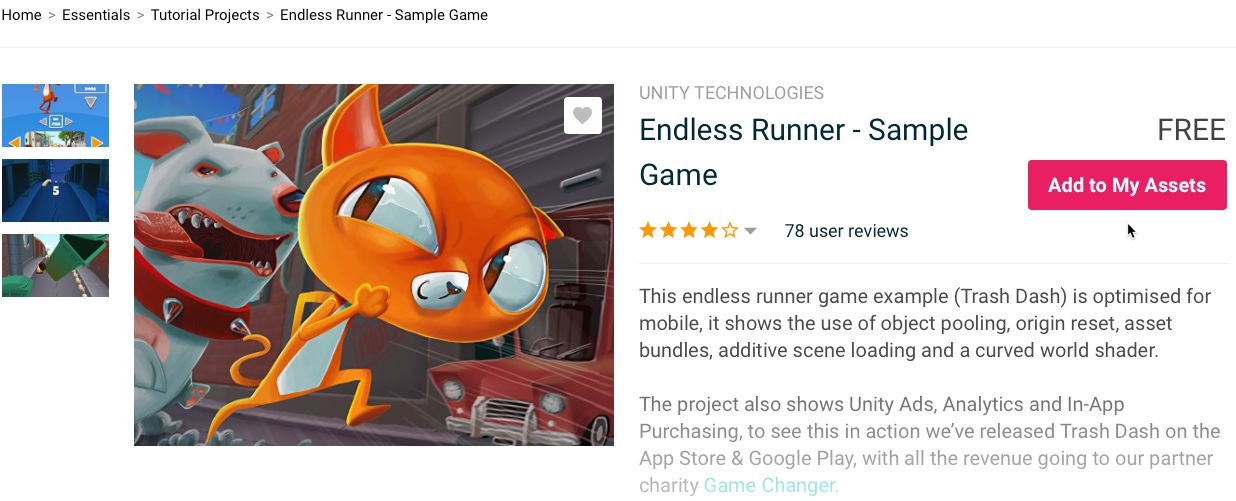 Home > Essentials > Tutorial Projects > Endless Runner - Sample Game
UNITY TECHNOLOGIES
Endless Runner - Sample
Game
FREE
Add to My Assets
78 user reviews
5
This endless runner game example (Trash Dash) is optimised for
mobile, it shows the use of object pooling, origin reset, asset
bundles, additive scene loading and a curved world shader.
The project also shows Unity Ads, Analytics and In-App
Purchasing, to see this in action we’ve released Trash Dash on the
App Store & Google Play, with all the revenue going to our partner
charity Game Changer.